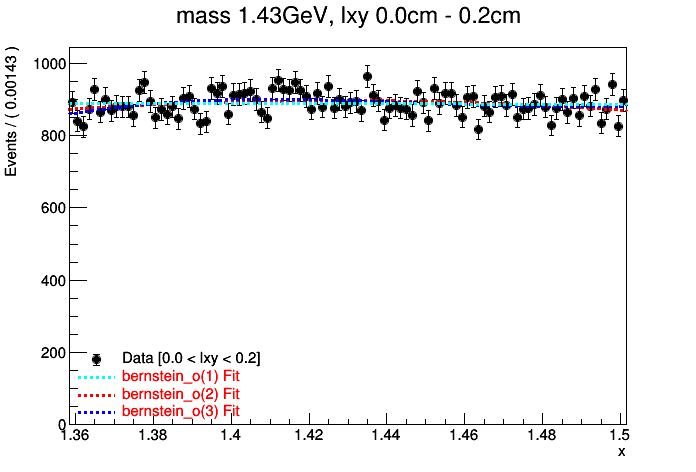 mass 1.43GeV, lxy 0.0cm - 0.2cm
Events / ( 0.00143 )
1000
800
600
400
200
0
Data [0.0 < lxy < 0.2]
bernstein_o(1) Fit
bernstein_o(2) Fit
bernstein_o(3) Fit
1.36 1.38 1.4 1.42 1.44 1.46 1.48 1.5
x